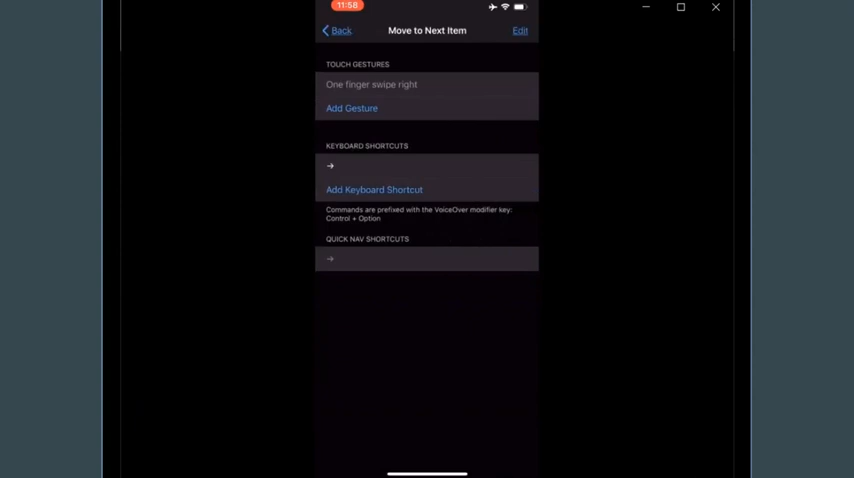 11:58
Back
Move to Next Item
Edit
TOUCH GESTURES
One finger swipe right
Add Gesture
KEYBOARD SHORTCUTS
→
Add Keyboard Shortcut
Commands are prefixed with the VoiceOver modifier key:
Control + Option
QUICK NAV SHORTCUTS
→